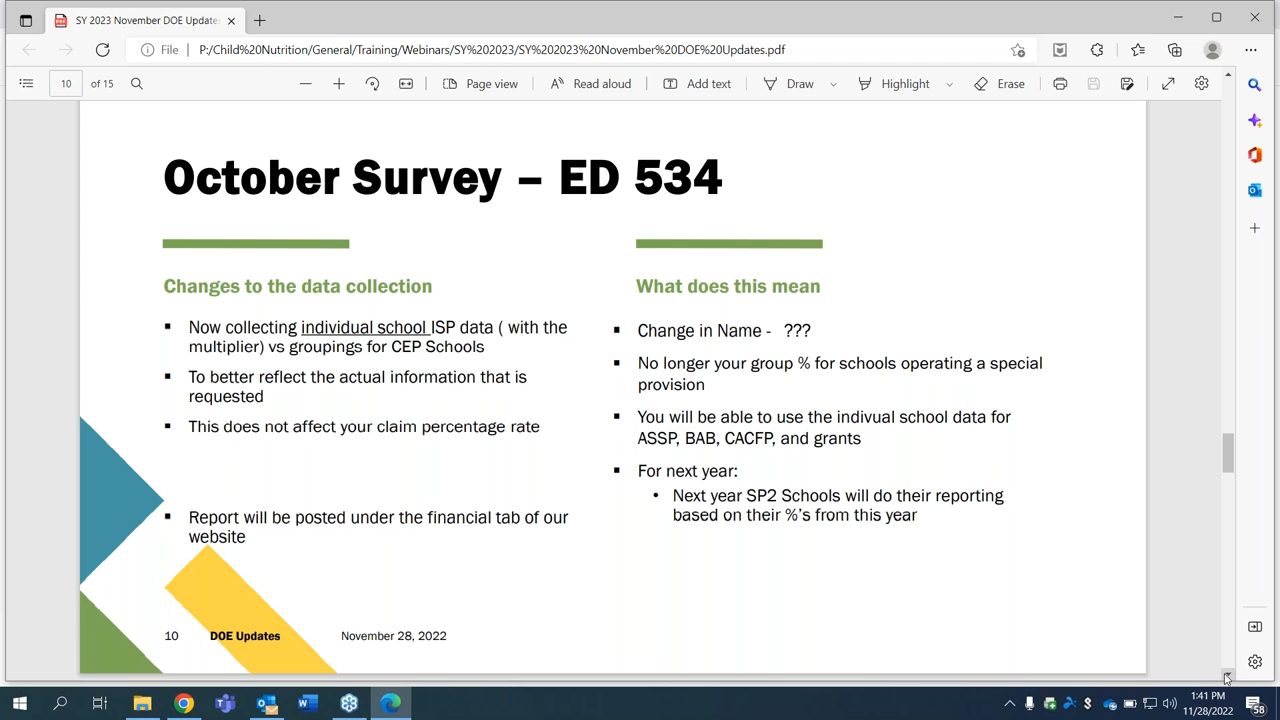 SY 2023 November DOE Update
File
P:/Child%20Nutrition/General/Training/Webinars/SY%202023/SY%202023%20November%20DOE%20Updates.pdf
10 of 15
Page view
Read aloud
Add text
Draw
Highlight
Erase
October Survey – ED 534
Changes to the data collection
▪ Now collecting individual school ISP data ( with the
multiplier) vs groupings for CEP Schools
▪ To better reflect the actual information that is
requested
▪ This does not affect your claim percentage rate
▪ Report will be posted under the financial tab of our
website
What does this mean
▪ Change in Name - ???
▪ No longer your group % for schools operating a special
provision
▪ You will be able to use the indivual school data for
ASSP, BAB, CACFP, and grants
▪ For next year:
• Next year SP2 Schools will do their reporting
based on their %’s from this year
10 DOE Updates November 28, 2022
1:41 PM
11/28/2022
58